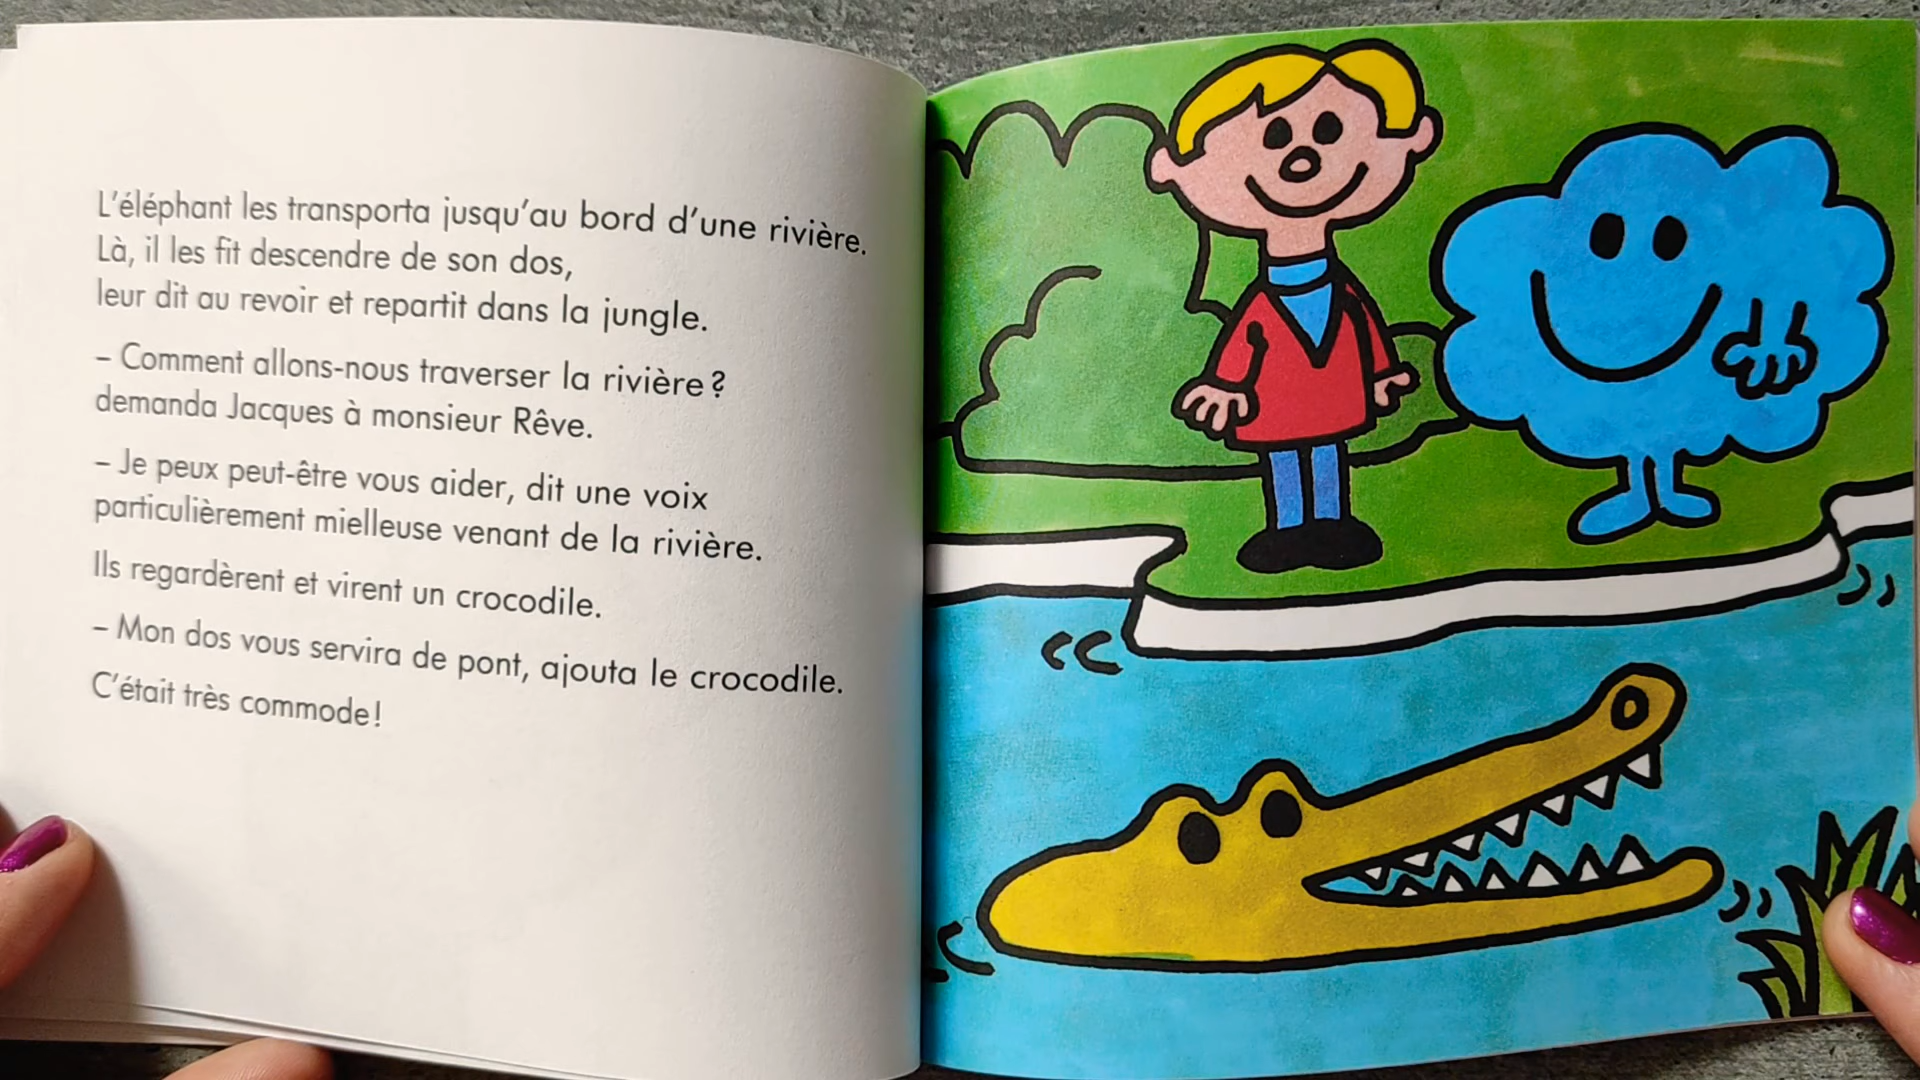 L'éléphant les transporta jusqu'au bord d'une rivière.
Là, il les fit descendre de son dos,
leur dit au revoir et repartit dans la jungle.
– Comment allons-nous traverser la rivière ?
demanda Jacques à monsieur Rêve.
– Je peux peut-être vous aider, dit une voix
particulièrement mielleuse venant de la rivière.
Ils regardèrent et virent un crocodile.
– Mon dos vous servira de pont, ajouta le crocodile.
C'était très commode !